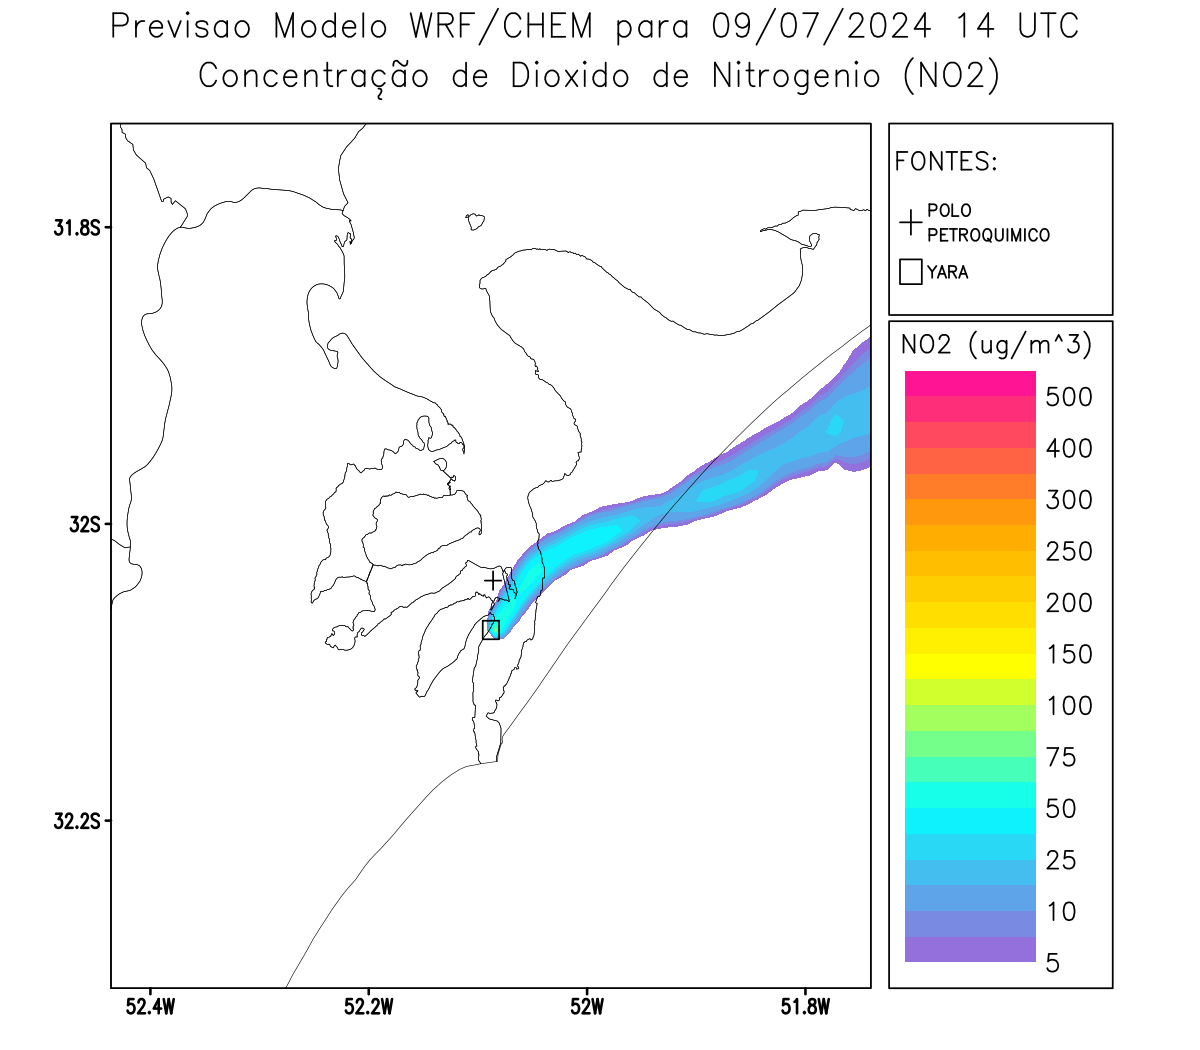 Previsao Modelo WRF/CHEM para 09/07/2024 14 UTC
Concentração de Dioxido de Nitrogenio (NO2)
FONTES:
POLO
PETROQUIMICO
YARA
NO2 (ug/m^3)
500
400
300
250
200
150
100
75
50
25
10
5
31.8S
32S
32.2S
52.4W
52.2W
52W
51.8W